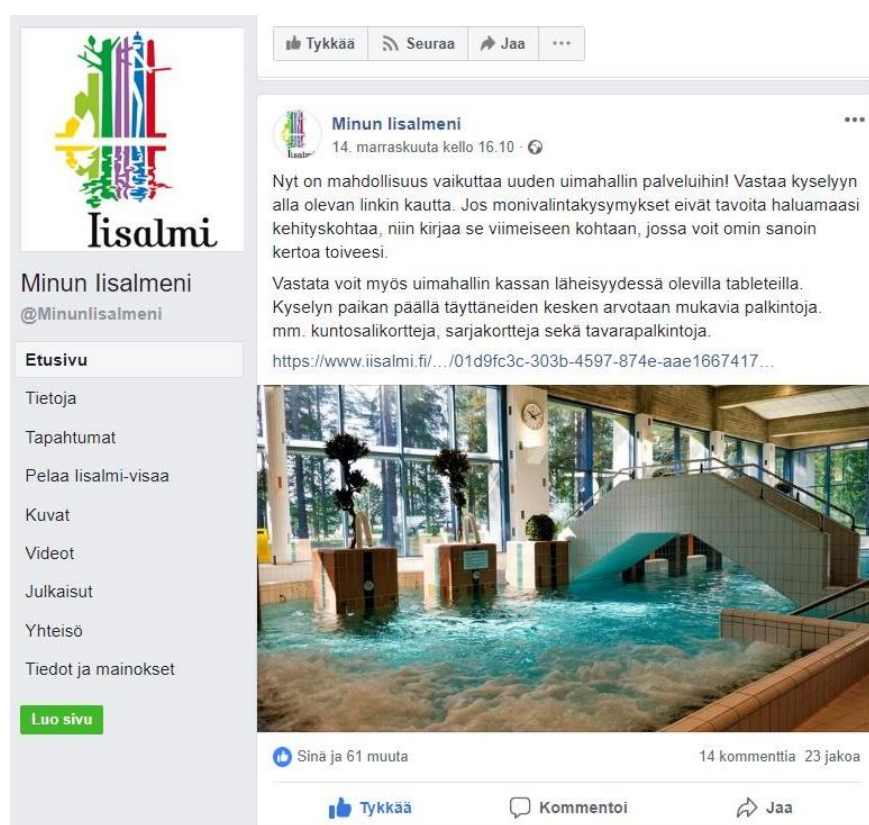 Iisalmi
Minun Iisalmeni
@MinunIisalmeni
Etusivu
Tietoja
Tapahtumat
Pelaa Iisalmi-visaa
Kuvat
Videot
Julkaisut
Yhteisö
Tiedot ja mainokset
Luo sivu
Tykkää Seuraa Jaa ...
Minun Iisalmeni
14. marraskuuta kello 16.10 ·
Iisalmi
Nyt on mahdollisuus vaikuttaa uuden uimahallin palveluihin! Vastaa kyselyyn
alla olevan linkin kautta. Jos monivalintakysymykset eivät tavoita haluamaasi
kehityskohtaa, niin kirjaa se viimeiseen kohtaan, jossa voit omin sanoin
kertoa toiveesi.
Vastata voit myös uimahallin kassan läheisyydessä olevilla tableteilla.
Kyselyn paikan päällä täyttäneiden kesken arvotaan mukavia palkintoja.
mm. kuntosalikortteja, sarjakortteja sekä tavarapalkintoja.
https://www.iisalmi.fi/…/01d9fc3c-303b-4597-874e-aae1667417…
Sinä ja 61 muuta 14 kommenttia 23 jakoa
Tykkää Kommentoi Jaa